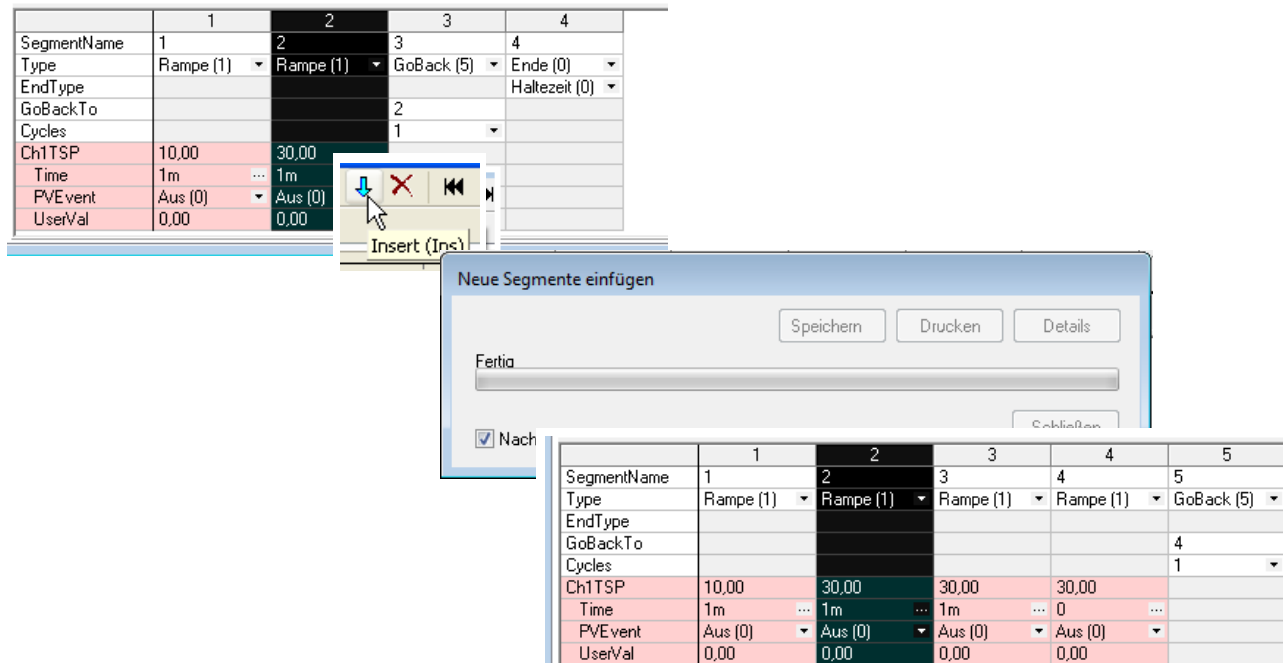 1 2 3 4
SegmentName 1 2 3 4
Type Rampe (1) Rampe (1) GoBack (5) Ende (0)
EndType Haltezeit (0)
GoBackTo 2
Cycles 1
Ch1TSP 10,00 30,00
Time 1m ... 1m
PVEvent Aus (0) Aus (0)
UserVal 0,00 0,00
Insert (Ins)
Neue Segmente einfügen
Speichern Drucken Details
Fertig
Schließen
Nach
1 2 3 4 5
SegmentName 1 2 3 4 5
Type Rampe (1) Rampe (1) Rampe (1) Rampe (1) GoBack (5)
EndType
GoBackTo 4
Cycles 1
Ch1TSP 10,00 30,00 30,00 30,00
Time 1m ... 1m ... 1m ... 0 ...
PVEvent Aus (0) Aus (0) Aus (0) Aus (0)
UserVal 0,00 0,00 0,00 0,00